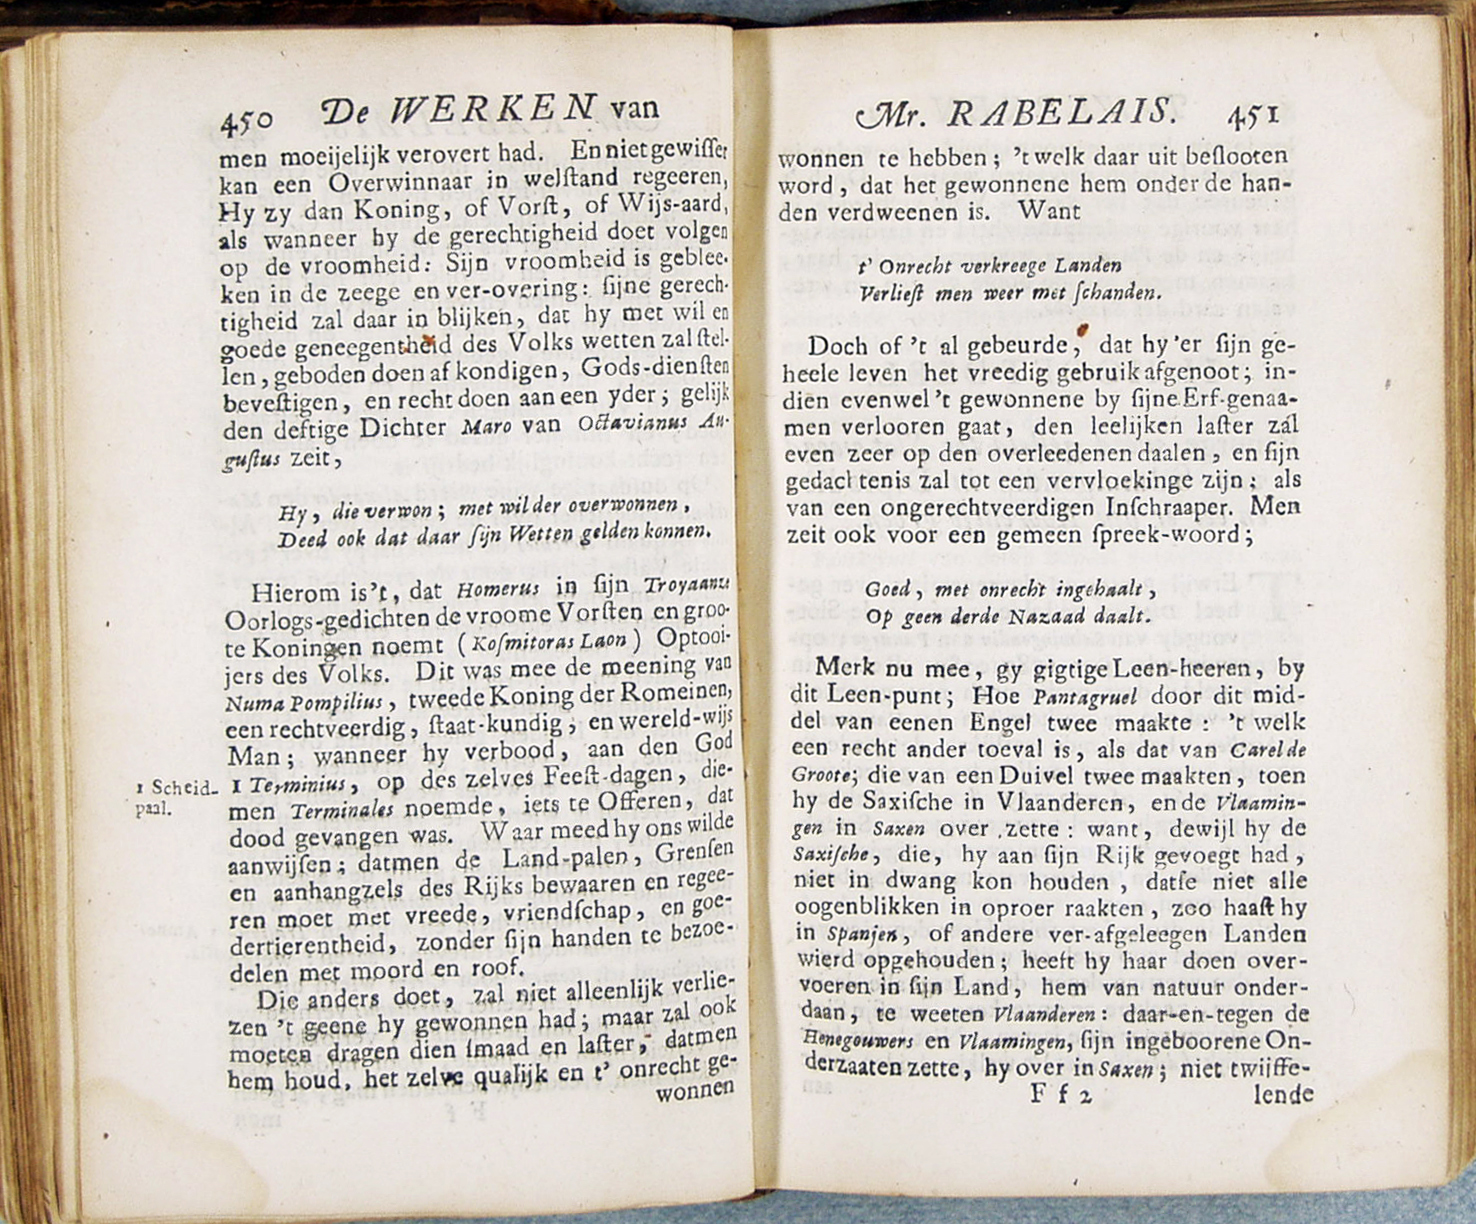 450 De WERKEN van
men moeijelijk verovert had. En niet gewiſſer
kan een Overwinnaar in welſtand regeeren,
Hy zy dan Koning, of Vorſt, of Wijs-aard,
als wanneer hy de gerechtigheid doet volgen
op de vroomheid: Sijn vroomheid is geblee-
ken in de zeege en ver-overing: ſijne gerech-
tigheid zal daar in blijken, dat hy met wil en
goede geneegentheid des Volks wetten zal ſtel-
len, geboden doen af kondigen, Gods-dienſten
beveſtigen, en recht doen aan een yder; gelijk
den deftige Dichter Maro van Octavianus Au-
guſtus zeit,
Hy, die verwon; met wil der overwonnen,
Deed ook dat daar ſijn Wetten gelden konnen.
Hierom is't, dat Homerus in ſijn Troyaanze
Oorlogs-gedichten de vroome Vorſten en groo-
te Koningen noemt (Koſmitoras Laon) Optooi-
jers des Volks. Dit was mee de meening van
Numa Pompilius, tweede Koning der Romeinen,
een rechtveerdig, ſtaat-kundig, en wereld-wijs
Man; wanneer hy verbood, aan den God
1 Terminius, op des zelves Feeſt-dagen, die-
men Terminales noemde, iets te Offeren, dat
dood gevangen was. Waar meed hy ons wilde
aanwijſen; datmen de Land-palen, Grenſen
en aanhangzels des Rijks bewaaren en regee-
ren moet met vreede, vriendſchap, en goe-
dertierentheid, zonder ſijn handen te bezoe-
delen met moord en roof.
Die anders doet, zal niet alleenlijk verlie-
zen 't geene hy gewonnen had; maar zal ook
moeten dragen dien ſmaad en laſter, datmen
hem houd, het zelve qualijk en t' onrecht ge-
wonnen
1 Scheid-
paal.
Mr. RABELAIS. 451
wonnen te hebben; 't welk daar uit beſlooten
word, dat het gewonnene hem onder de han-
den verdweenen is. Want
t' Onrecht verkreege Landen
Verlieſt men weer met ſchanden.
Doch of 't al gebeurde, dat hy 'er ſijn ge-
heele leven het vreedig gebruik afgenoot; in-
dien evenwel 't gewonnene by ſijne Erf-genaa-
men verlooren gaat, den leelijken laſter zal
even zeer op den overleedenen daalen, en ſijn
gedachtenis zal tot een vervloekinge zijn; als
van een ongerechtveerdigen Inſchraaper. Men
zeit ook voor een gemeen ſpreek-woord;
Goed, met onrecht ingehaalt,
Op geen derde Nazaad daalt.
Merk nu mee, gy gigtige Leen-heeren, by
dit Leen-punt; Hoe Pantagruel door dit mid-
del van eenen Engel twee maakte: 't welk
een recht ander toeval is, als dat van Carel de
Groote; die van een Duivel twee maakten, toen
hy de Saxiſche in Vlaanderen, en de Vlaamin-
gen in Saxen over zette: want, dewijl hy de
Saxiſche, die, hy aan ſijn Rijk gevoegt had,
niet in dwang kon houden, datſe niet alle
oogenblikken in oproer raakten, zoo haaſt hy
in Spanjen, of andere ver-afgeleegen Landen
wierd opgehouden; heeft hy haar doen over-
voeren in ſijn Land, hem van natuur onder-
daan, te weeten Vlaanderen: daar-en-tegen de
Henegouwers en Vlaamingen, ſijn ingeboorene On-
derzaaten zette, hy over in Saxen; niet twijffe-
F f 2 lende